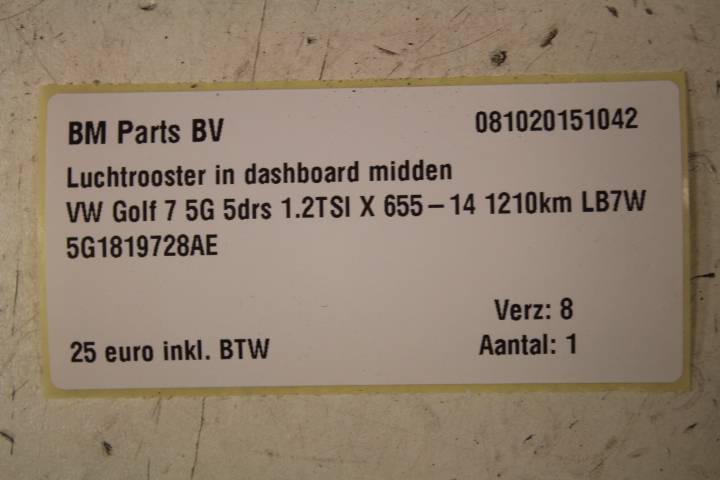 BM Parts BV 081020151042
Luchtrooster in dashboard midden
VW Golf 7 5G 5drs 1.2TSI X 655-14 1210km LB7W
5G1819728AE
Verz: 8
25 euro inkl. BTW Aantal: 1